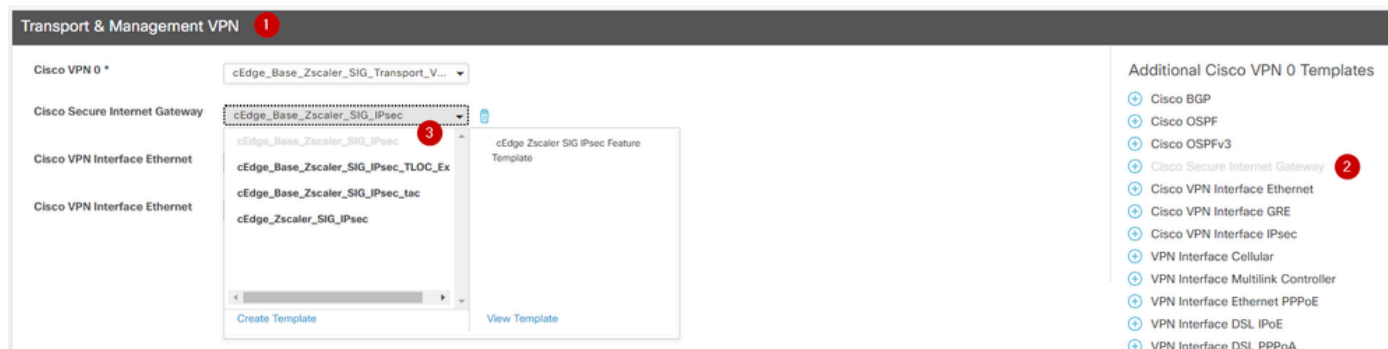 Transport & Management VPN 1
Cisco VPN 0 *
cEdge_Base_Zscaler_SIG_Transport_V...
Cisco Secure Internet Gateway
cEdge_Base_Zscaler_SIG_IPsec
3
cEdge_Base_Zscaler_SIG_IPsec
cEdge_Base_Zscaler_SIG_IPsec_TLOC_Ex
cEdge_Base_Zscaler_SIG_IPsec_tac
cEdge_Zscaler_SIG_IPsec
Create Template
cEdge Zscaler SIG IPsec Feature
Template
View Template
Cisco VPN Interface Ethernet
Cisco VPN Interface Ethernet
Additional Cisco VPN 0 Templates
Cisco BGP
Cisco OSPF
Cisco OSPFv3
Cisco Secure Internet Gateway 2
Cisco VPN Interface Ethernet
Cisco VPN Interface GRE
Cisco VPN Interface IPsec
VPN Interface Cellular
VPN Interface Multilink Controller
VPN Interface Ethernet PPPoE
VPN Interface DSL IPoE
VPN Interface DSL PPPoA